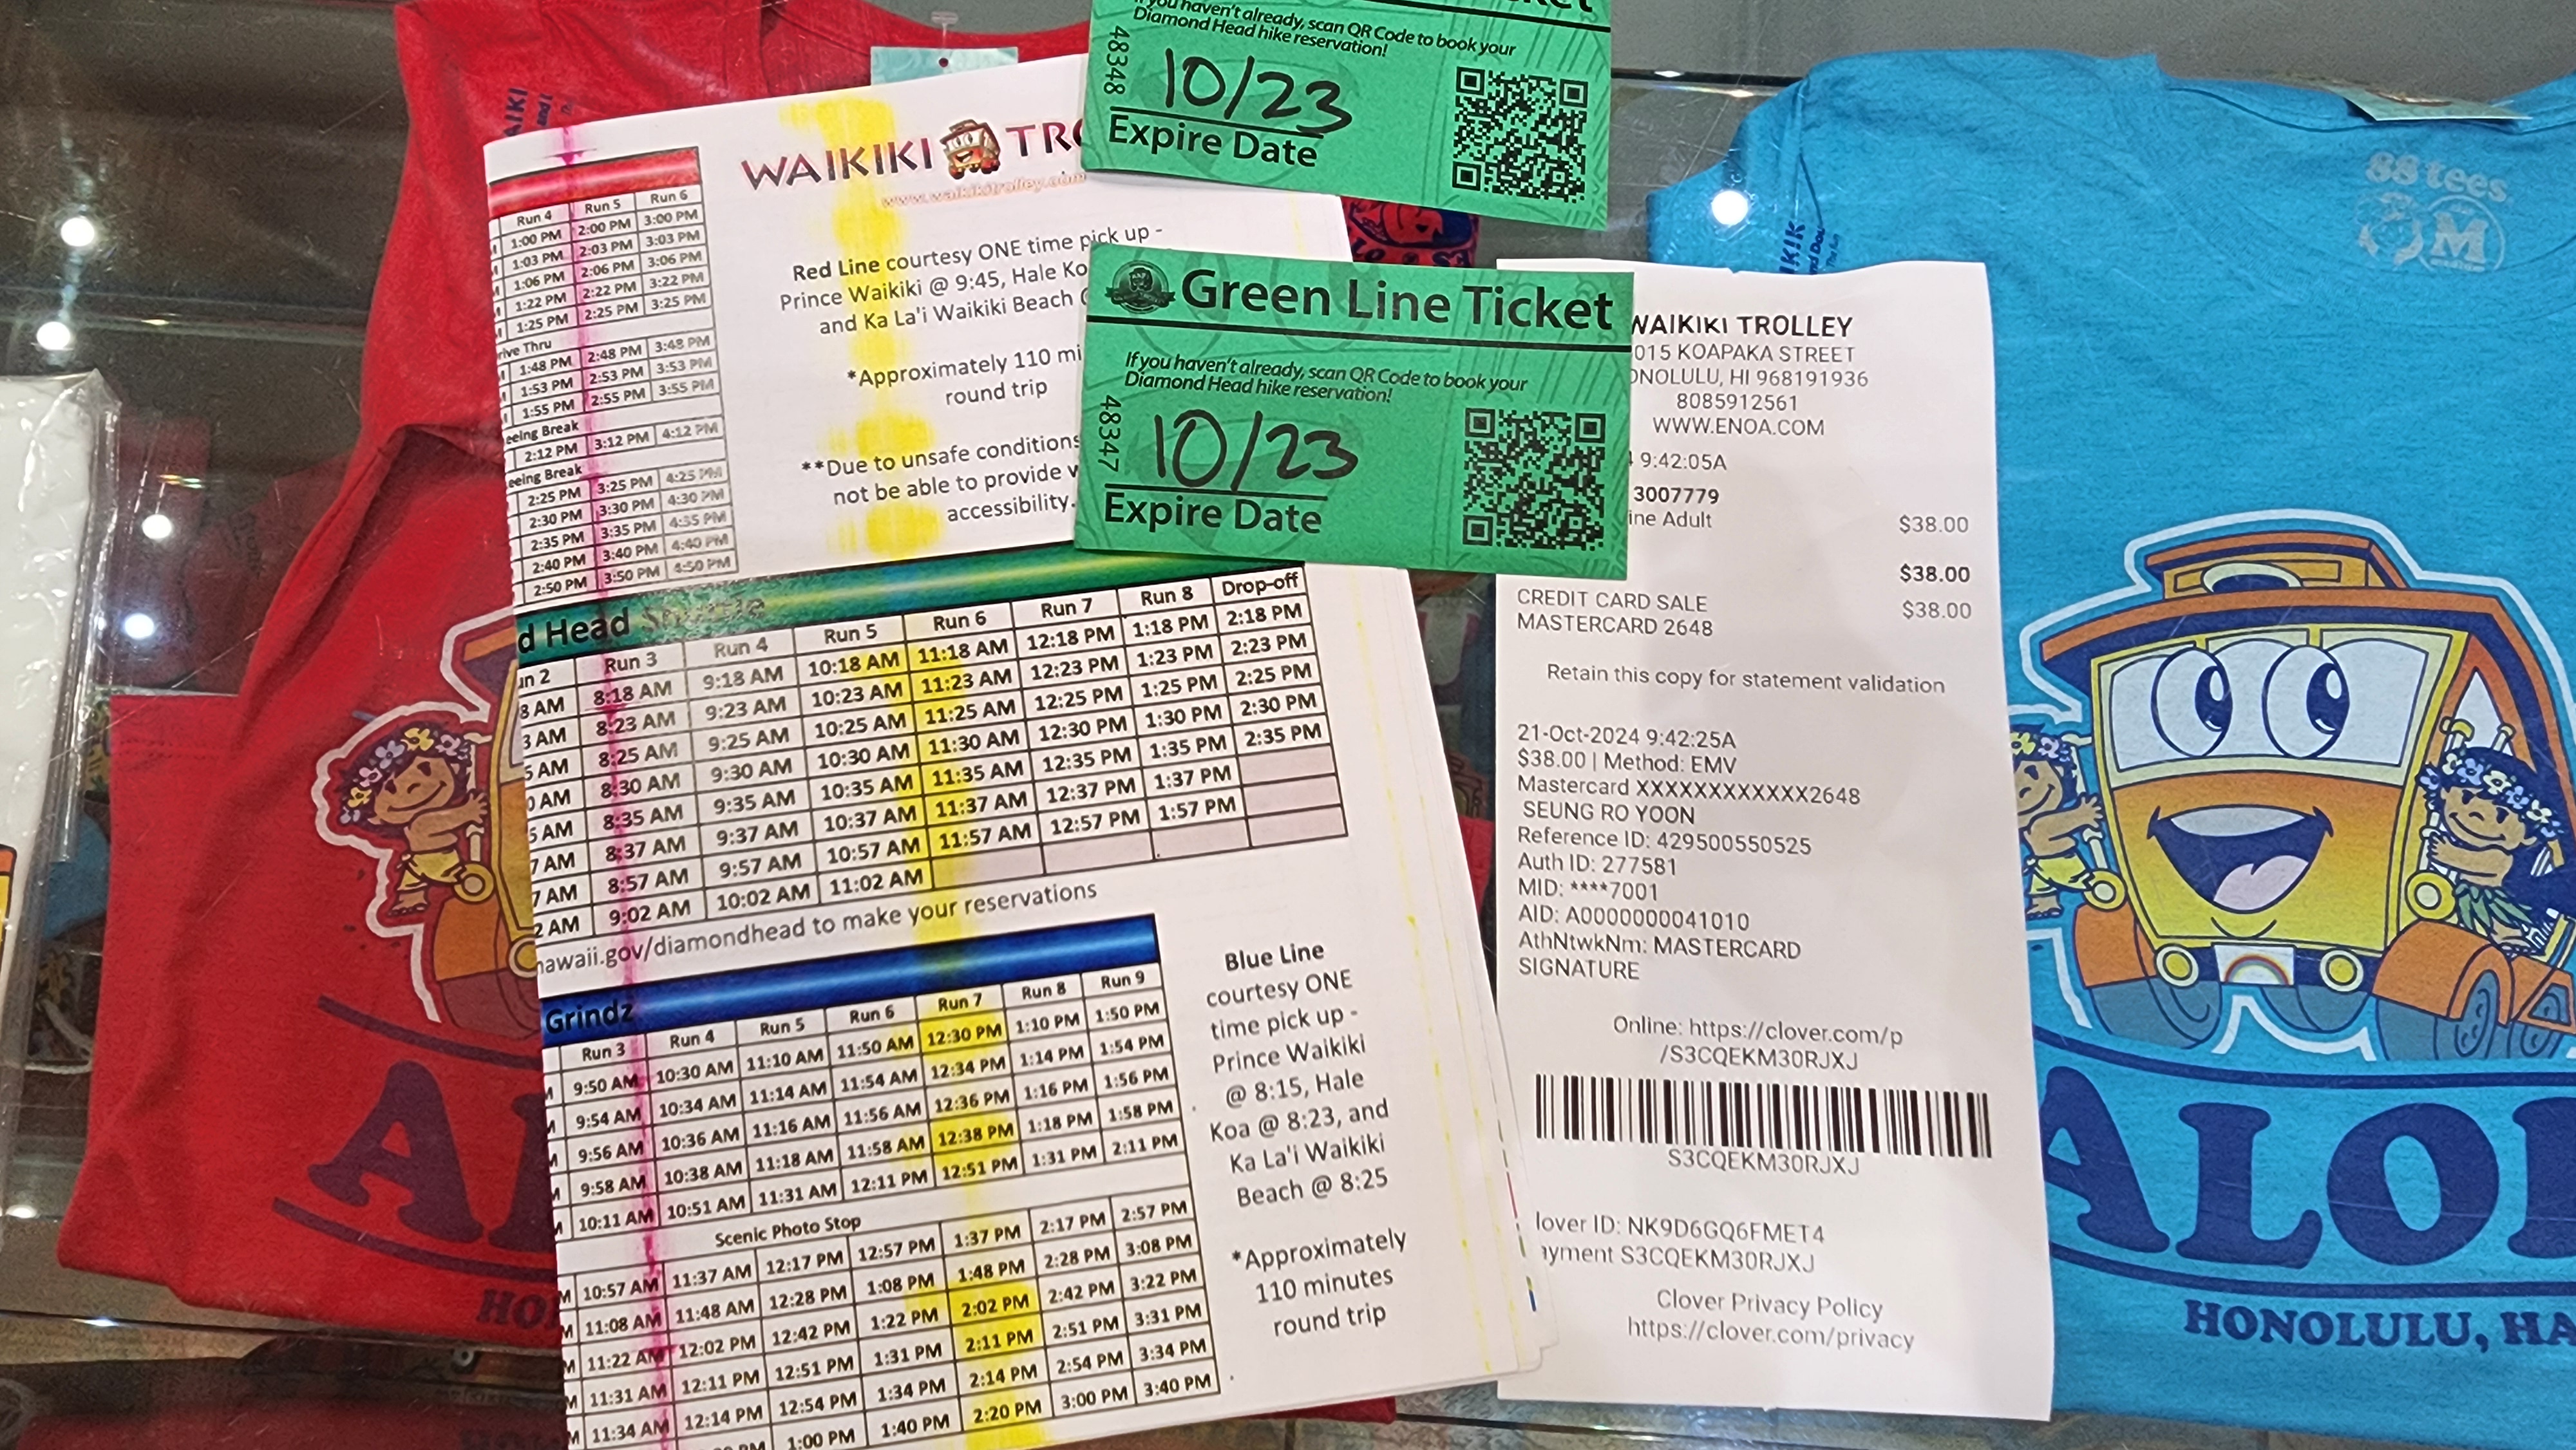 Run 4 Run 5 Run 6
1:00 PM 2:00 PM 3:00 PM
1:03 PM 2:03 PM 3:03 PM
1:06 PM 2:06 PM 3:06 PM
1:22 PM 2:22 PM 3:22 PM
1:25 PM 2:25 PM 3:25 PM
rive Thru
1:48 PM 2:48 PM 3:48 PM
1:53 PM 2:53 PM 3:53 PM
1:55 PM 2:55 PM 3:55 PM
eeing Break
2:12 PM 3:12 PM 4:12 PM
eeing Break
2:25 PM 3:25 PM 4:25 PM
2:30 PM 3:30 PM 4:30 PM
2:35 PM 3:35 PM 4:35 PM
2:40 PM 3:40 PM 4:40 PM
2:50 PM 3:50 PM 4:50 PM
WAIKIKI TRO
www.waikikitrolley.com
Red Line courtesy ONE time pick up -
Prince Waikiki @ 9:45, Hale Ko
and Ka La'i Waikiki Beach
*Approximately 110 mi
round trip
**Due to unsafe conditions
not be able to provide
accessibility.
If you haven't already, scan QR Code to book your
Diamond Head hike reservation!
48348
10/23
Expire Date
Green Line Ticket
If you haven't already, scan QR Code to book your
Diamond Head hike reservation!
48347
10/23
Expire Date
d Head Shuttle
un 2 Run 3 Run 4 Run 5 Run 6 Run 7 Run 8 Drop-off
8 AM 8:18 AM 9:18 AM 10:18 AM 11:18 AM 12:18 PM 1:18 PM 2:18 PM
3 AM 8:23 AM 9:23 AM 10:23 AM 11:23 AM 12:23 PM 1:23 PM 2:23 PM
5 AM 8:25 AM 9:25 AM 10:25 AM 11:25 AM 12:25 PM 1:25 PM 2:25 PM
0 AM 8:30 AM 9:30 AM 10:30 AM 11:30 AM 12:30 PM 1:30 PM 2:30 PM
5 AM 8:35 AM 9:35 AM 10:35 AM 11:35 AM 12:35 PM 1:35 PM 2:35 PM
7 AM 8:37 AM 9:37 AM 10:37 AM 11:37 AM 12:37 PM 1:37 PM
7 AM 8:57 AM 9:57 AM 10:57 AM 11:57 AM 12:57 PM 1:57 PM
2 AM 9:02 AM 10:02 AM 11:02 AM
hawaii.gov/diamondhead to make your reservations
Grindz
Run 3 Run 4 Run 5 Run 6 Run 7 Run 8 Run 9
9:50 AM 10:30 AM 11:10 AM 11:50 AM 12:30 PM 1:10 PM 1:50 PM
9:54 AM 10:34 AM 11:14 AM 11:54 AM 12:34 PM 1:14 PM 1:54 PM
9:56 AM 10:36 AM 11:16 AM 11:56 AM 12:36 PM 1:16 PM 1:56 PM
9:58 AM 10:38 AM 11:18 AM 11:58 AM 12:38 PM 1:18 PM 1:58 PM
10:11 AM 10:51 AM 11:31 AM 12:11 PM 12:51 PM 1:31 PM 2:11 PM
Scenic Photo Stop
10:57 AM 11:37 AM 12:17 PM 12:57 PM 1:37 PM 2:17 PM 2:57 PM
11:08 AM 11:48 AM 12:28 PM 1:08 PM 1:48 PM 2:28 PM 3:08 PM
11:22 AM 12:02 PM 12:42 PM 1:22 PM 2:02 PM 2:42 PM 3:22 PM
11:31 AM 12:11 PM 12:51 PM 1:31 PM 2:11 PM 2:51 PM 3:31 PM
11:34 AM 12:14 PM 12:54 PM 1:34 PM 2:14 PM 2:54 PM 3:34 PM
1:00 PM 1:40 PM 2:20 PM 3:00 PM 3:40 PM
Blue Line
courtesy ONE
time pick up -
Prince Waikiki
@ 8:15, Hale
Koa @ 8:23, and
Ka La'i Waikiki
Beach @ 8:25
*Approximately
110 minutes
round trip
WAIKIKI TROLLEY
015 KOAPAKA STREET
ONOLULU, HI 968191936
8085912561
WWW.ENOA.COM
9:42:05A
3007779
ine Adult $38.00
$38.00
CREDIT CARD SALE $38.00
MASTERCARD 2648
Retain this copy for statement validation
21-Oct-2024 9:42:25A
$38.00 | Method: EMV
Mastercard XXXXXXXXXXXX2648
SEUNG RO YOON
Reference ID: 429500550525
Auth ID: 277581
MID: ****7001
AID: A0000000041010
AthNtwkNm: MASTERCARD
SIGNATURE
Online: https://clover.com/p
/S3CQEKM30RJXJ
S3CQEKM30RJXJ
lover ID: NK9D6GQ6FMET4
ayment S3CQEKM30RJXJ
Clover Privacy Policy
https://clover.com/privacy
88 tees
M
ALO
HONOLULU, HA
AL
HO